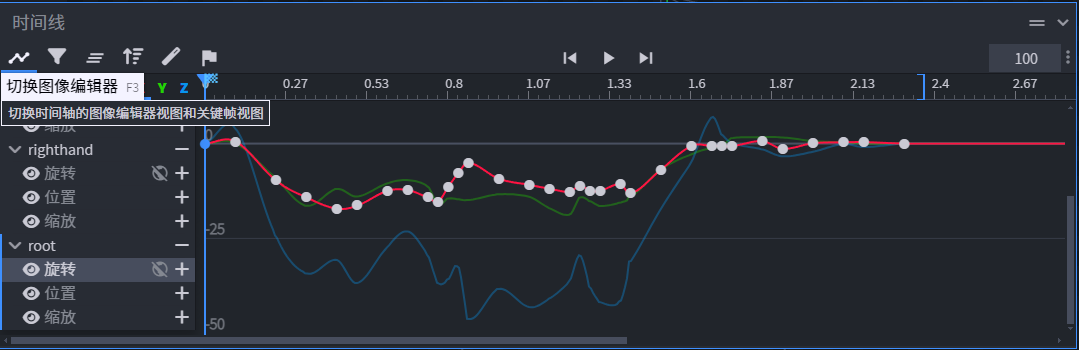 时间线
100
切换图像编辑器 F3
Y Z 0 0.27 0.53 0.8 1.07 1.33 1.6 1.87 2.13 2.4 2.67
切换时间轴的图像编辑器视图和关键帧视图
缩放
0
righthand
旋转
位置
缩放
-25
root
旋转
位置
缩放
-50